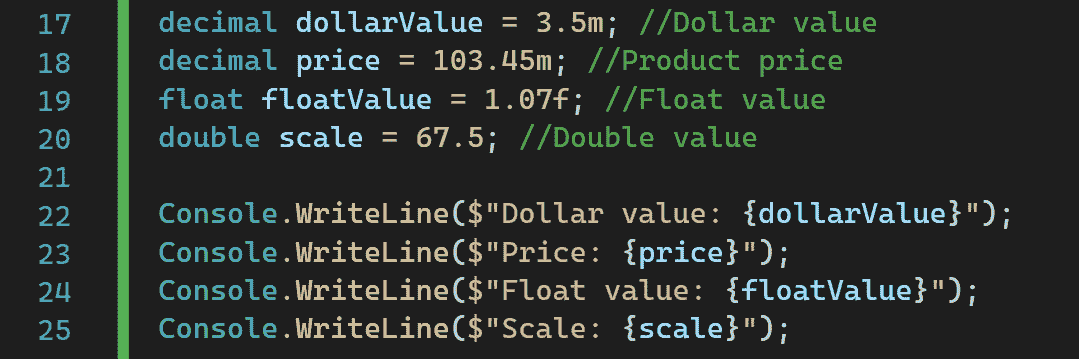 17 decimal dollarValue = 3.5m; //Dollar value
18 decimal price = 103.45m; //Product price
19 float floatValue = 1.07f; //Float value
20 double scale = 67.5; //Double value
21
22 Console.WriteLine($"Dollar value: {dollarValue}");
23 Console.WriteLine($"Price: {price}");
24 Console.WriteLine($"Float value: {floatValue}");
25 Console.WriteLine($"Scale: {scale}");